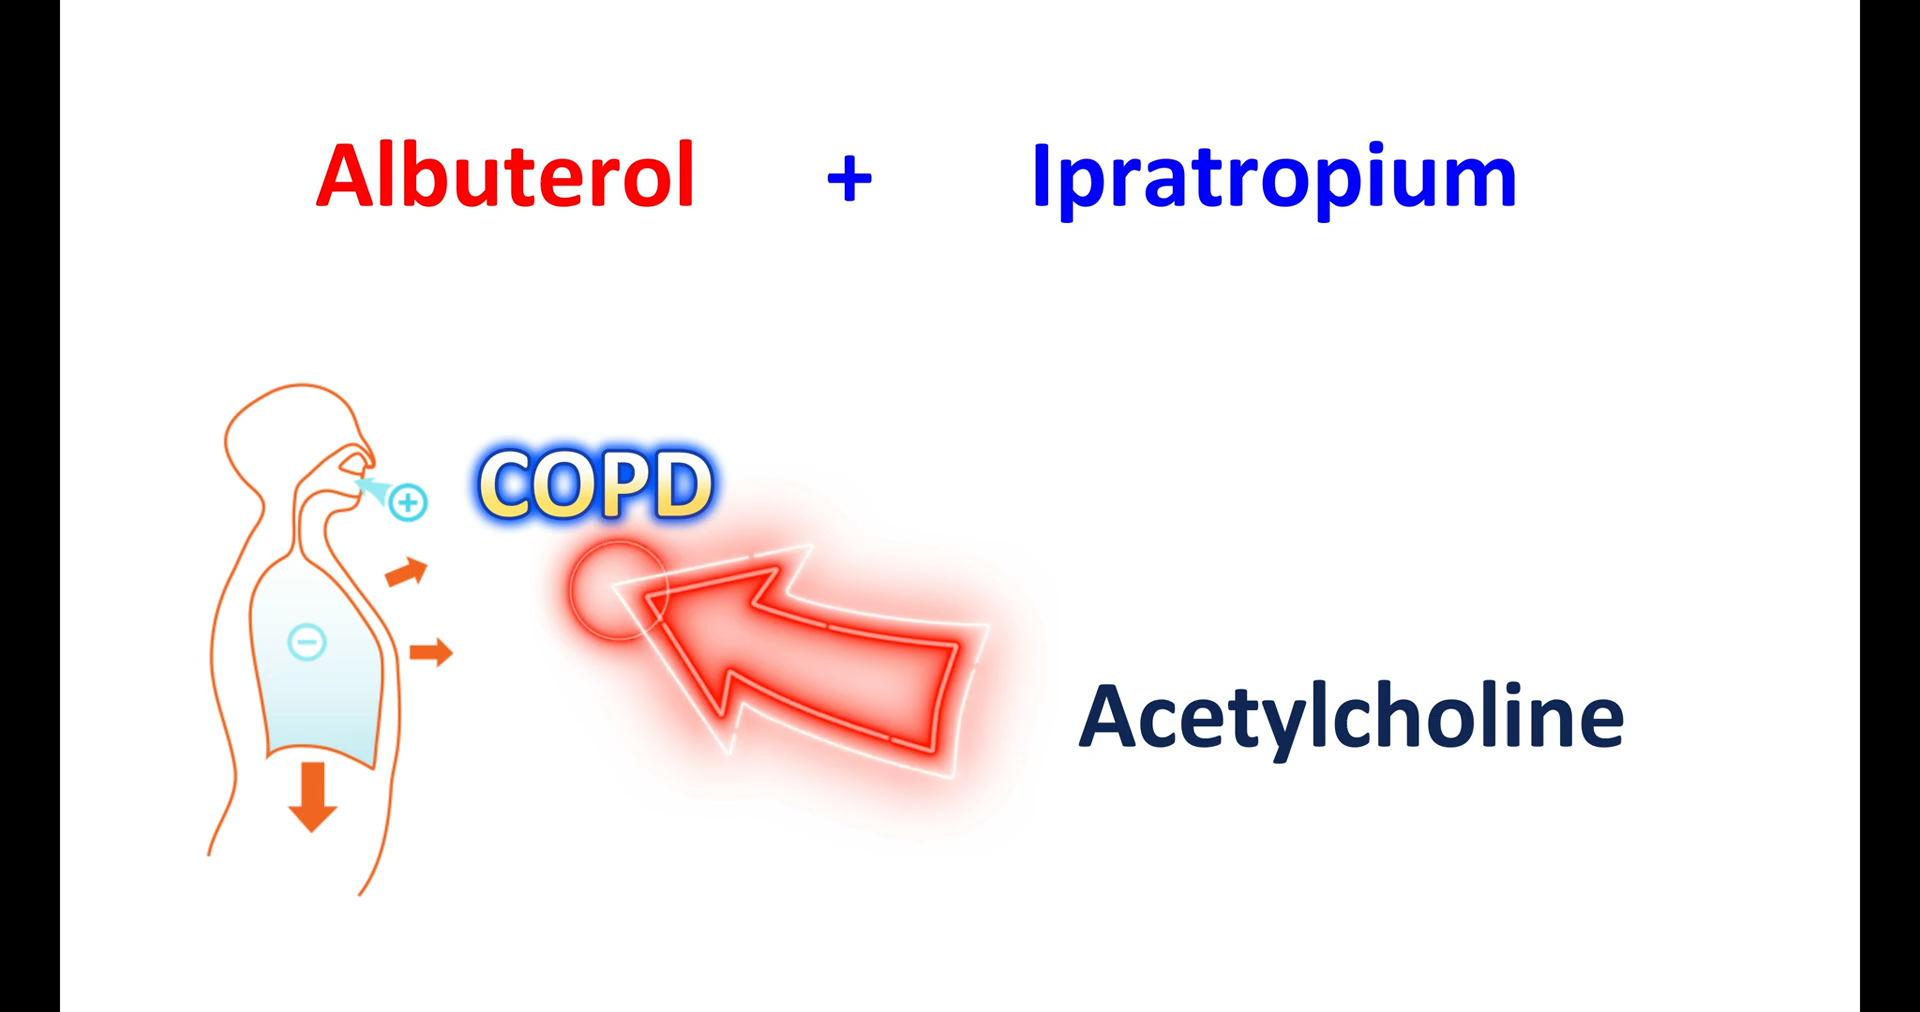 Albuterol + Ipratropium
+
COPD
−
Acetylcholine